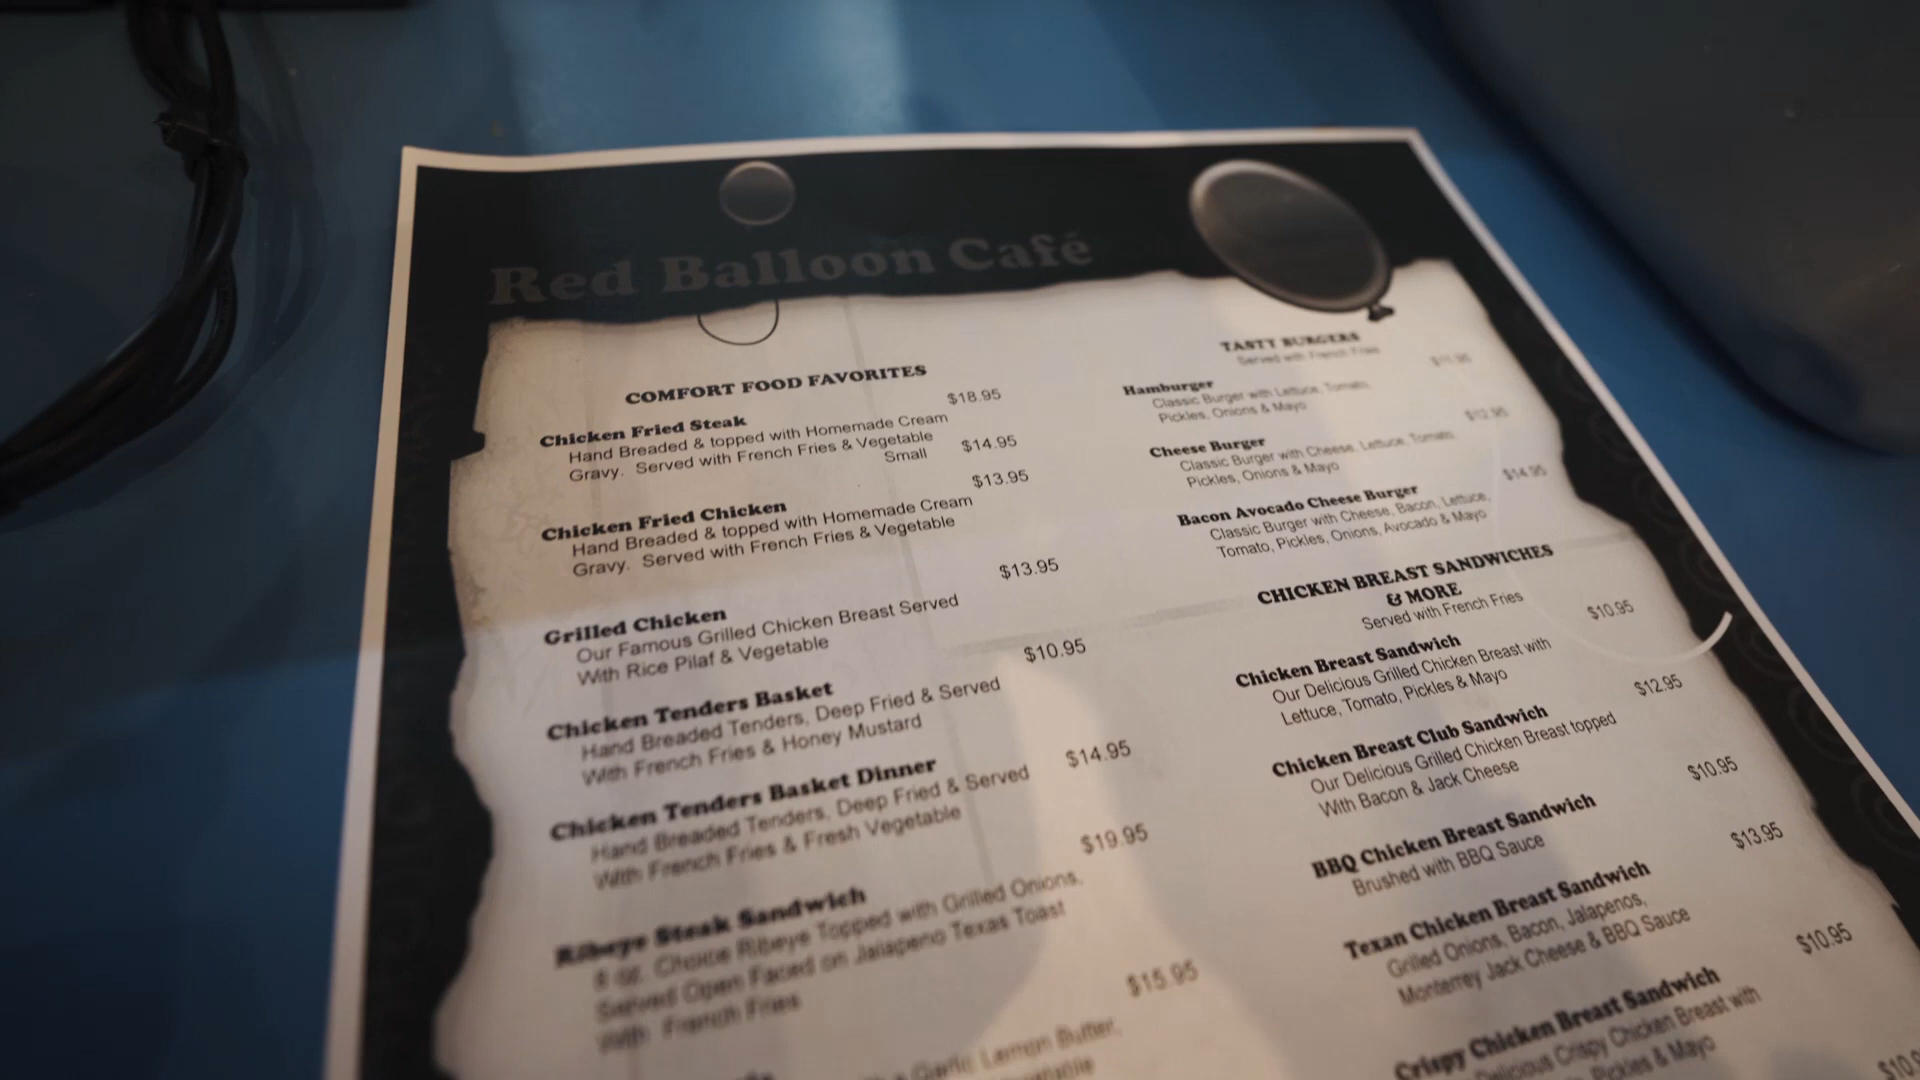 Red Balloon Café
COMFORT FOOD FAVORITES
Chicken Fried Steak $18.95
Hand Breaded & topped with Homemade Cream
Gravy. Served with French Fries & Vegetable
Small $14.95
Chicken Fried Chicken $13.95
Hand Breaded & topped with Homemade Cream
Gravy. Served with French Fries & Vegetable
Grilled Chicken $13.95
Our Famous Grilled Chicken Breast Served
With Rice Pilaf & Vegetable
Chicken Tenders Basket $10.95
Hand Breaded Tenders, Deep Fried & Served
With French Fries & Honey Mustard
Chicken Tenders Basket Dinner $14.95
Hand Breaded Tenders, Deep Fried & Served
With French Fries & Fresh Vegetable
Ribeye Steak Sandwich $19.95
8 oz. Choice Ribeye Topped with Grilled Onions,
Served Open Faced on Jalapeno Texas Toast
With French Fries
$15.95
Garlic Lemon Butter,
TASTY BURGERS
Served with French Fries
Hamburger
Classic Burger with Lettuce, Tomato,
Pickles, Onions & Mayo
Cheese Burger $12.95
Classic Burger with Cheese, Lettuce, Tomato
Pickles, Onions & Mayo
Bacon Avocado Cheese Burger $14.95
Classic Burger with Cheese, Bacon, Lettuce,
Tomato, Pickles, Onions, Avocado & Mayo
CHICKEN BREAST SANDWICHES
& MORE
Served with French Fries
Chicken Breast Sandwich $10.95
Our Delicious Grilled Chicken Breast with
Lettuce, Tomato, Pickles & Mayo
Chicken Breast Club Sandwich $12.95
Our Delicious Grilled Chicken Breast topped
With Bacon & Jack Cheese
BBQ Chicken Breast Sandwich $10.95
Brushed with BBQ Sauce
Texan Chicken Breast Sandwich $13.95
Grilled Onions, Bacon, Jalapenos,
Monterrey Jack Cheese & BBQ Sauce
Crispy Chicken Breast Sandwich $10.95
Delicious Crispy Chicken Breast with
Pickles & Mayo